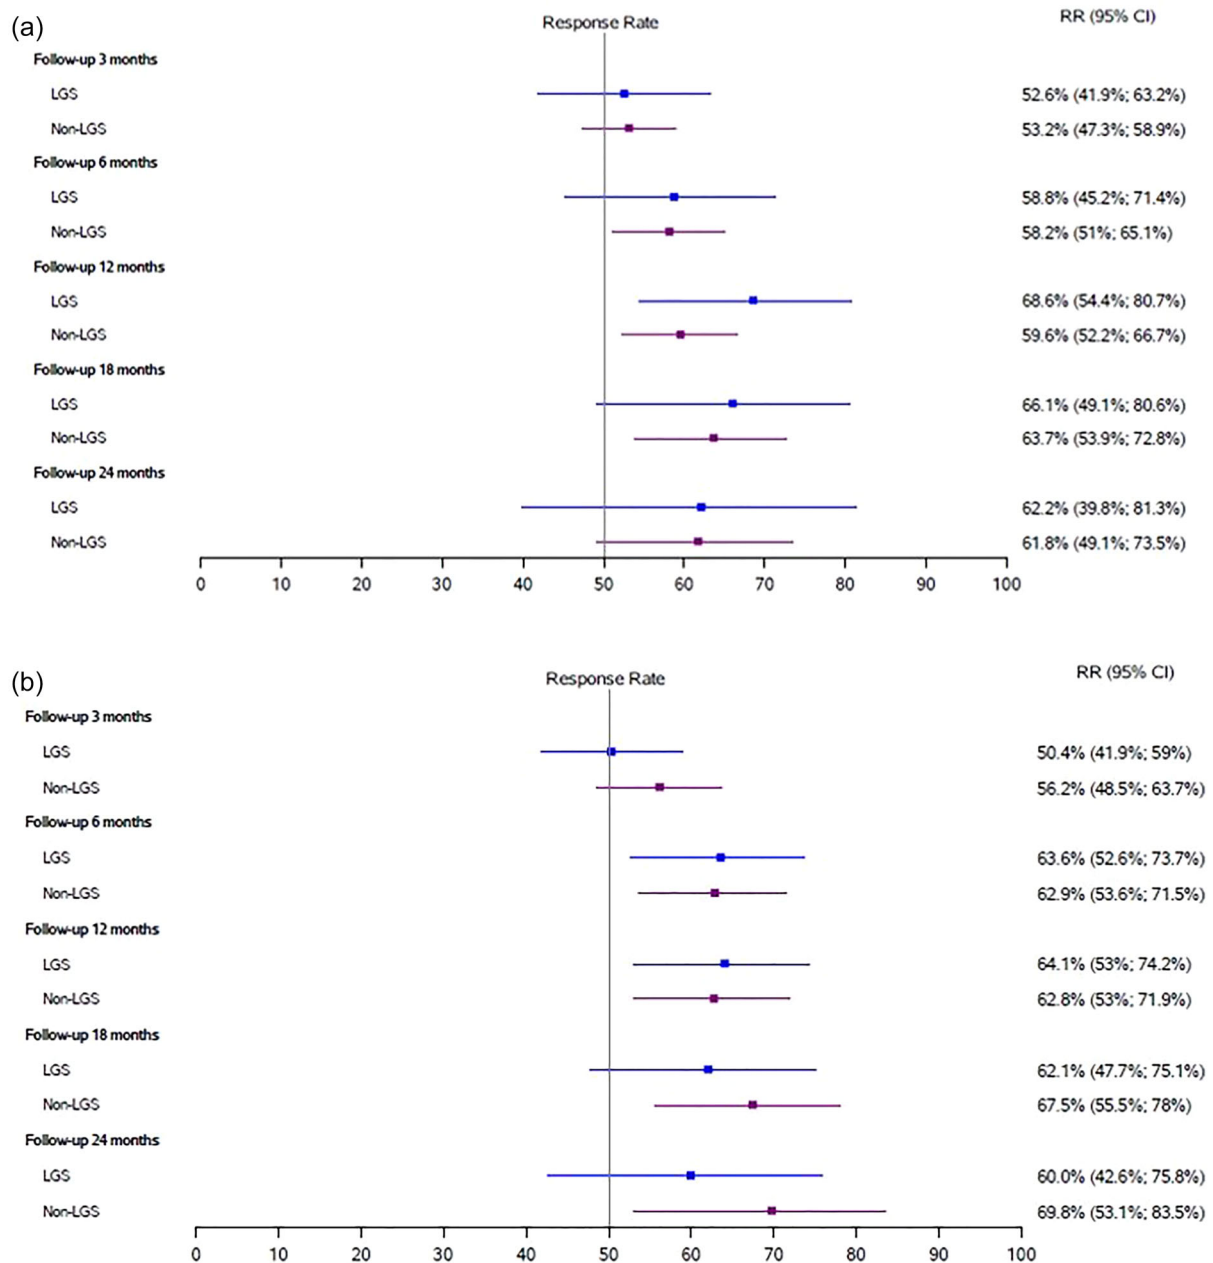 (a)
Response Rate
RR (95% CI)
Follow-up 3 months
LGS 52.6% (41.9%; 63.2%)
Non-LGS 53.2% (47.3%; 58.9%)
Follow-up 6 months
LGS 58.8% (45.2%; 71.4%)
Non-LGS 58.2% (51%; 65.1%)
Follow-up 12 months
LGS 68.6% (54.4%; 80.7%)
Non-LGS 59.6% (52.2%; 66.7%)
Follow-up 18 months
LGS 66.1% (49.1%; 80.6%)
Non-LGS 63.7% (53.9%; 72.8%)
Follow-up 24 months
LGS 62.2% (39.8%; 81.3%)
Non-LGS 61.8% (49.1%; 73.5%)
0 10 20 30 40 50 60 70 80 90 100
(b)
Response Rate
RR (95% CI)
Follow-up 3 months
LGS 50.4% (41.9%; 59%)
Non-LGS 56.2% (48.5%; 63.7%)
Follow-up 6 months
LGS 63.6% (52.6%; 73.7%)
Non-LGS 62.9% (53.6%; 71.5%)
Follow-up 12 months
LGS 64.1% (53%; 74.2%)
Non-LGS 62.8% (53%; 71.9%)
Follow-up 18 months
LGS 62.1% (47.7%; 75.1%)
Non-LGS 67.5% (55.5%; 78%)
Follow-up 24 months
LGS 60.0% (42.6%; 75.8%)
Non-LGS 69.8% (53.1%; 83.5%)
0 10 20 30 40 50 60 70 80 90 100